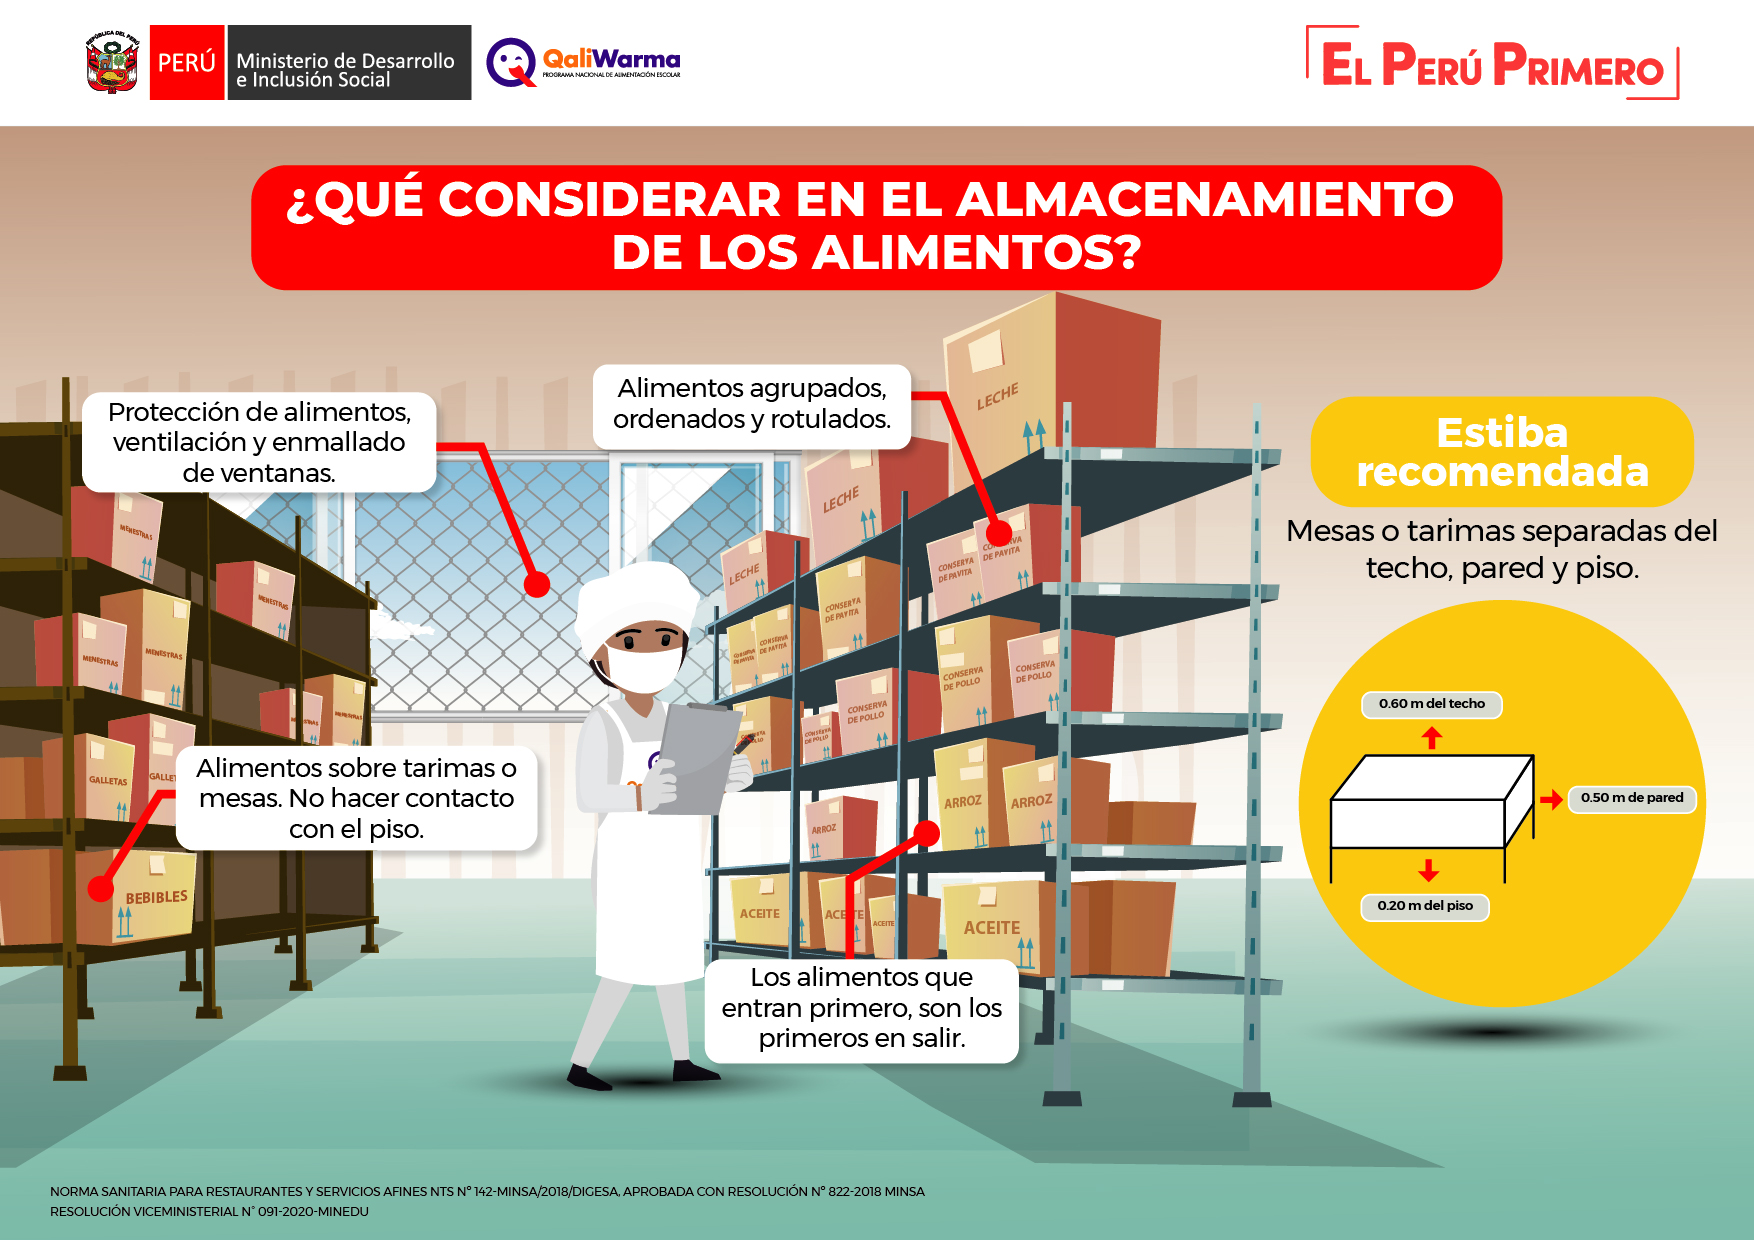 REPÚBLICA DEL PERÚ
PERÚ
Ministerio de Desarrollo
e Inclusión Social
QaliWarma
PROGRAMA NACIONAL DE ALIMENTACIÓN ESCOLAR
EL PERÚ PRIMERO
¿QUÉ CONSIDERAR EN EL ALMACENAMIENTO
DE LOS ALIMENTOS?
Protección de alimentos,
ventilación y enmallado
de ventanas.
Alimentos agrupados,
ordenados y rotulados.
Estiba
recomendada
Mesas o tarimas separadas del
techo, pared y piso.
0.60 m del techo
0.50 m de pared
0.20 m del piso
Alimentos sobre tarimas o
mesas. No hacer contacto
con el piso.
Los alimentos que
entran primero, son los
primeros en salir.
MENESTRAS
MENESTRAS
MENESTRAS
MENESTRAS
MENESTRAS
GALLETAS
BEBIBLES
LECHE
LECHE
LECHE
CONSERVA
DE PAVITA
CONSERVA
DE PAVITA
CONSERVA
DE PAVITA
CONSERVA
DE PAVITA
CONSERVA
DE POLLO
CONSERVA
DE POLLO
CONSERVA
DE POLLO
CONSERVA
DE POLLO
ARROZ
ARROZ
ARROZ
ACEITE
ACEITE
ACEITE
ACEITE
NORMA SANITARIA PARA RESTAURANTES Y SERVICIOS AFINES NTS Nº 142-MINSA/2018/DIGESA, APROBADA CON RESOLUCIÓN Nº 822-2018 MINSA
RESOLUCIÓN VICEMINISTERIAL N° 091-2020-MINEDU